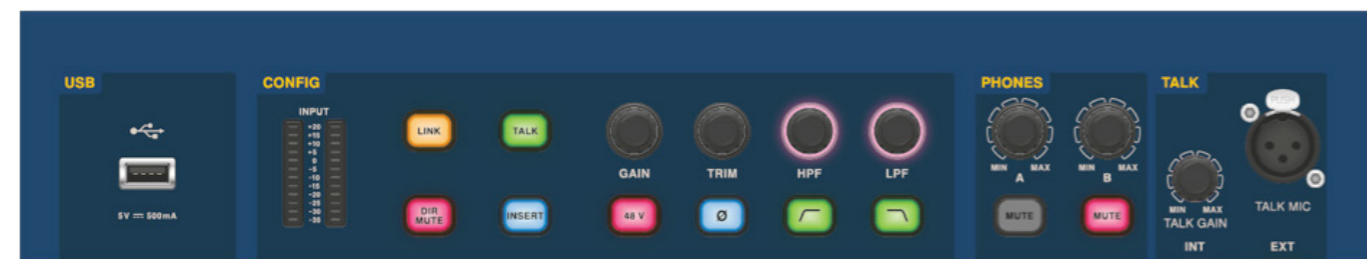 USB
5V ⎓ 500mA
CONFIG
INPUT
+20
+15
+10
+5
0
-5
-10
-15
-20
-25
-30
-35
LINK
TALK
DIR
MUTE
INSERT
GAIN
TRIM
HPF
LPF
48 V
Ø
PHONES
MIN MAX
A
MIN MAX
B
MUTE
MUTE
TALK
PUSH
MIN MAX
TALK GAIN
TALK MIC
INT
EXT